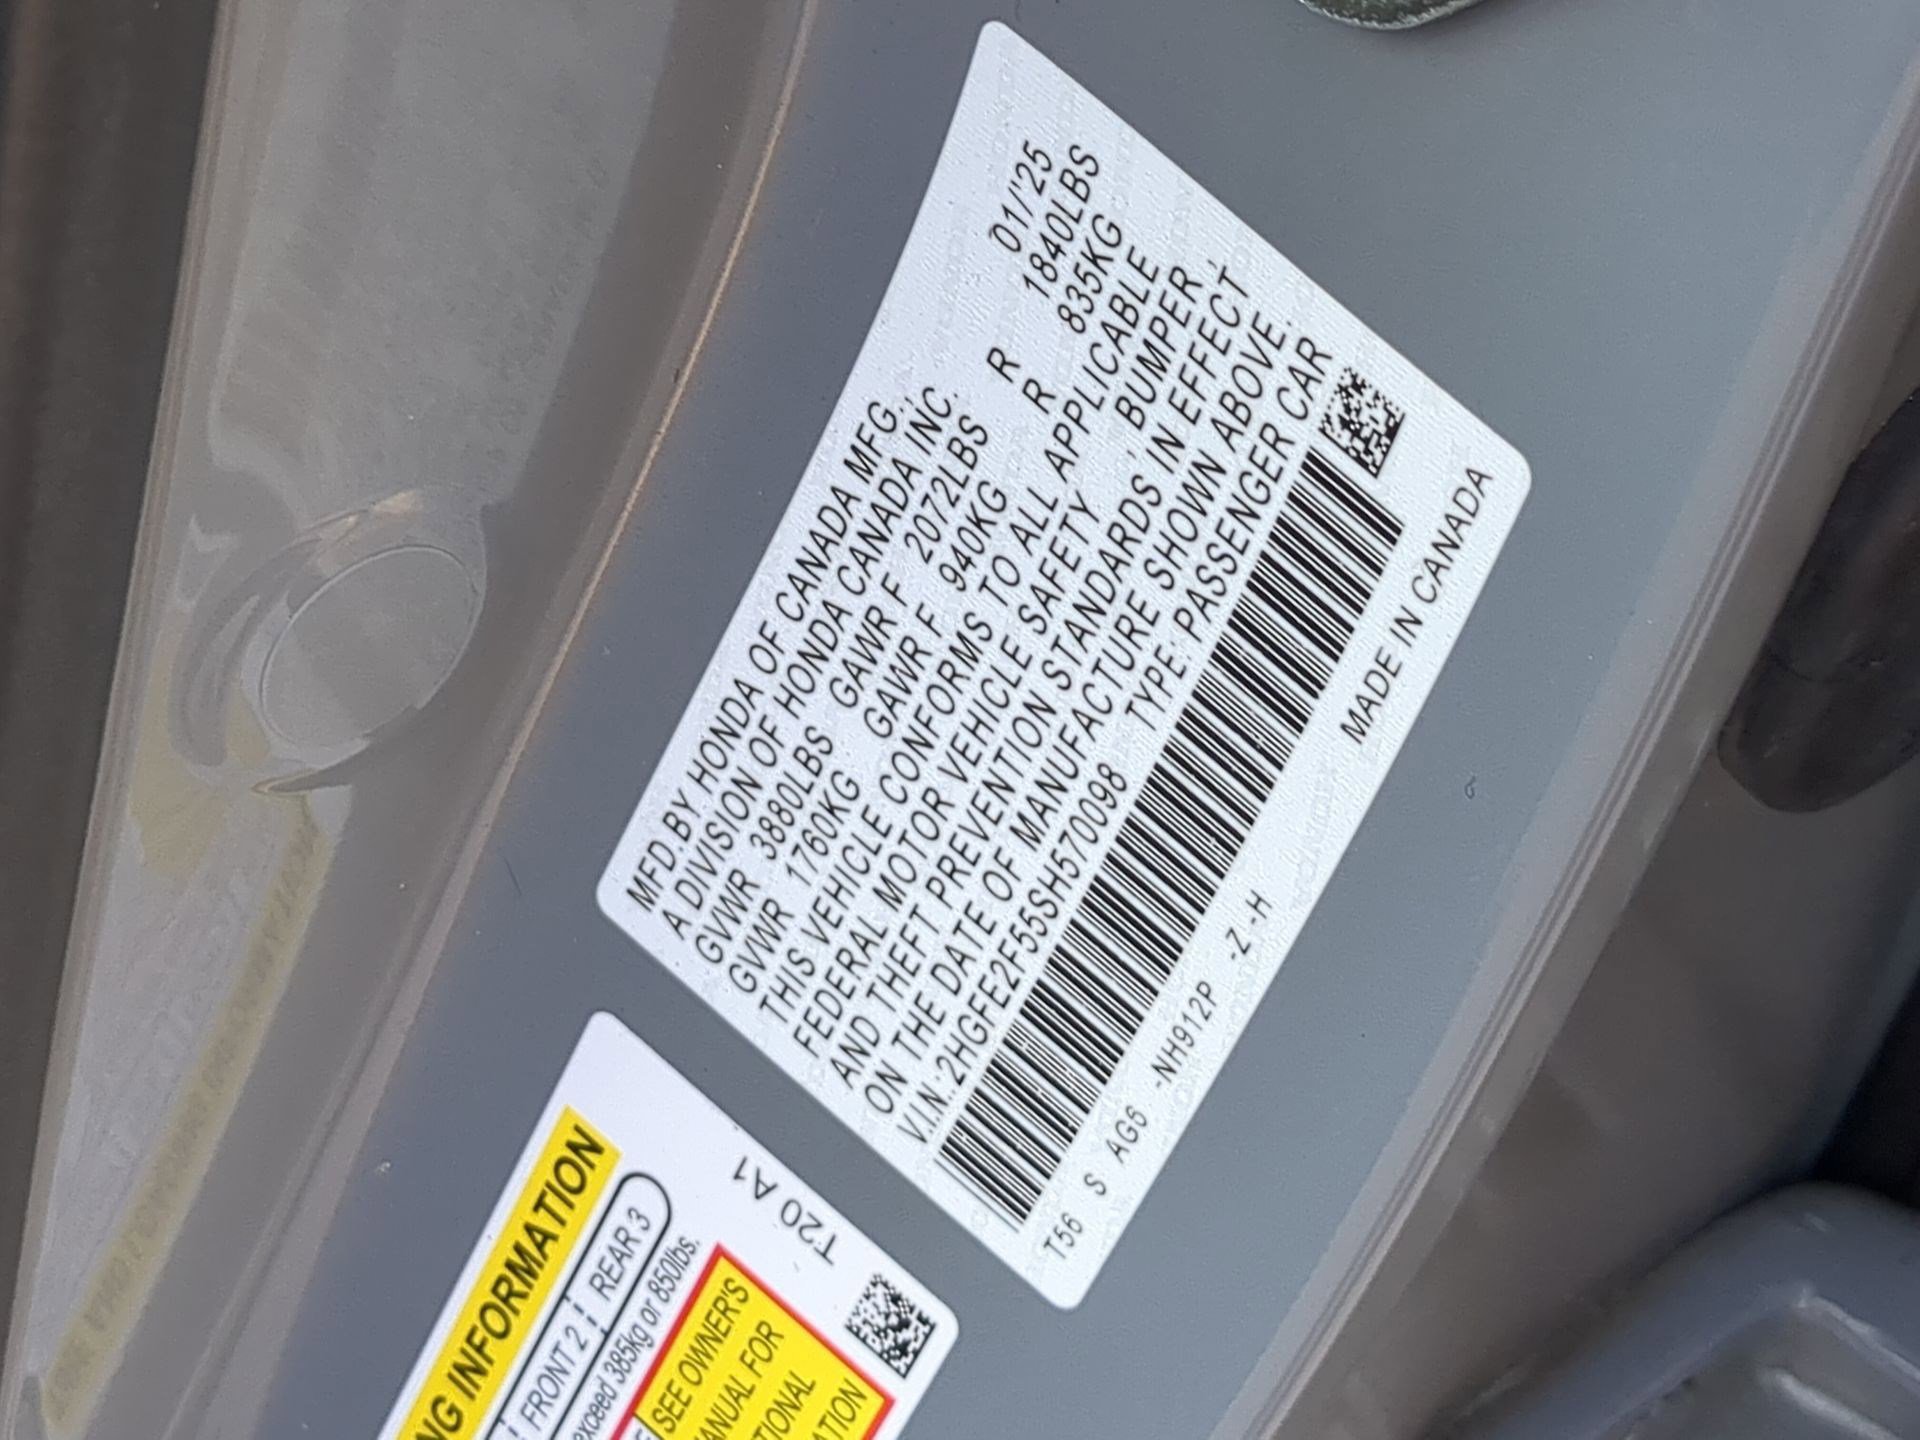 MFD.BY HONDA OF CANADA MFG.,
A DIVISION OF HONDA CANADA INC. 01/'25
GVWR 3880LBS GAWR F 2072LBS R 1840LBS
GVWR 1760KG GAWR F 940KG R 835KG
THIS VEHICLE CONFORMS TO ALL APPLICABLE
FEDERAL MOTOR VEHICLE SAFETY , BUMPER ,
AND THEFT PREVENTION STANDARDS IN EFFECT
ON THE DATE OF MANUFACTURE SHOWN ABOVE.
V.I.N.:2HGFE2F55SH570098 TYPE: PASSENGER CAR
MADE IN CANADA
T56 S AG6 -NH912P -Z -H
NG INFORMATION
FRONT 2 REAR 3
exceed 385kg or 850lbs.
SEE OWNER'S
MANUAL FOR
T20 A1